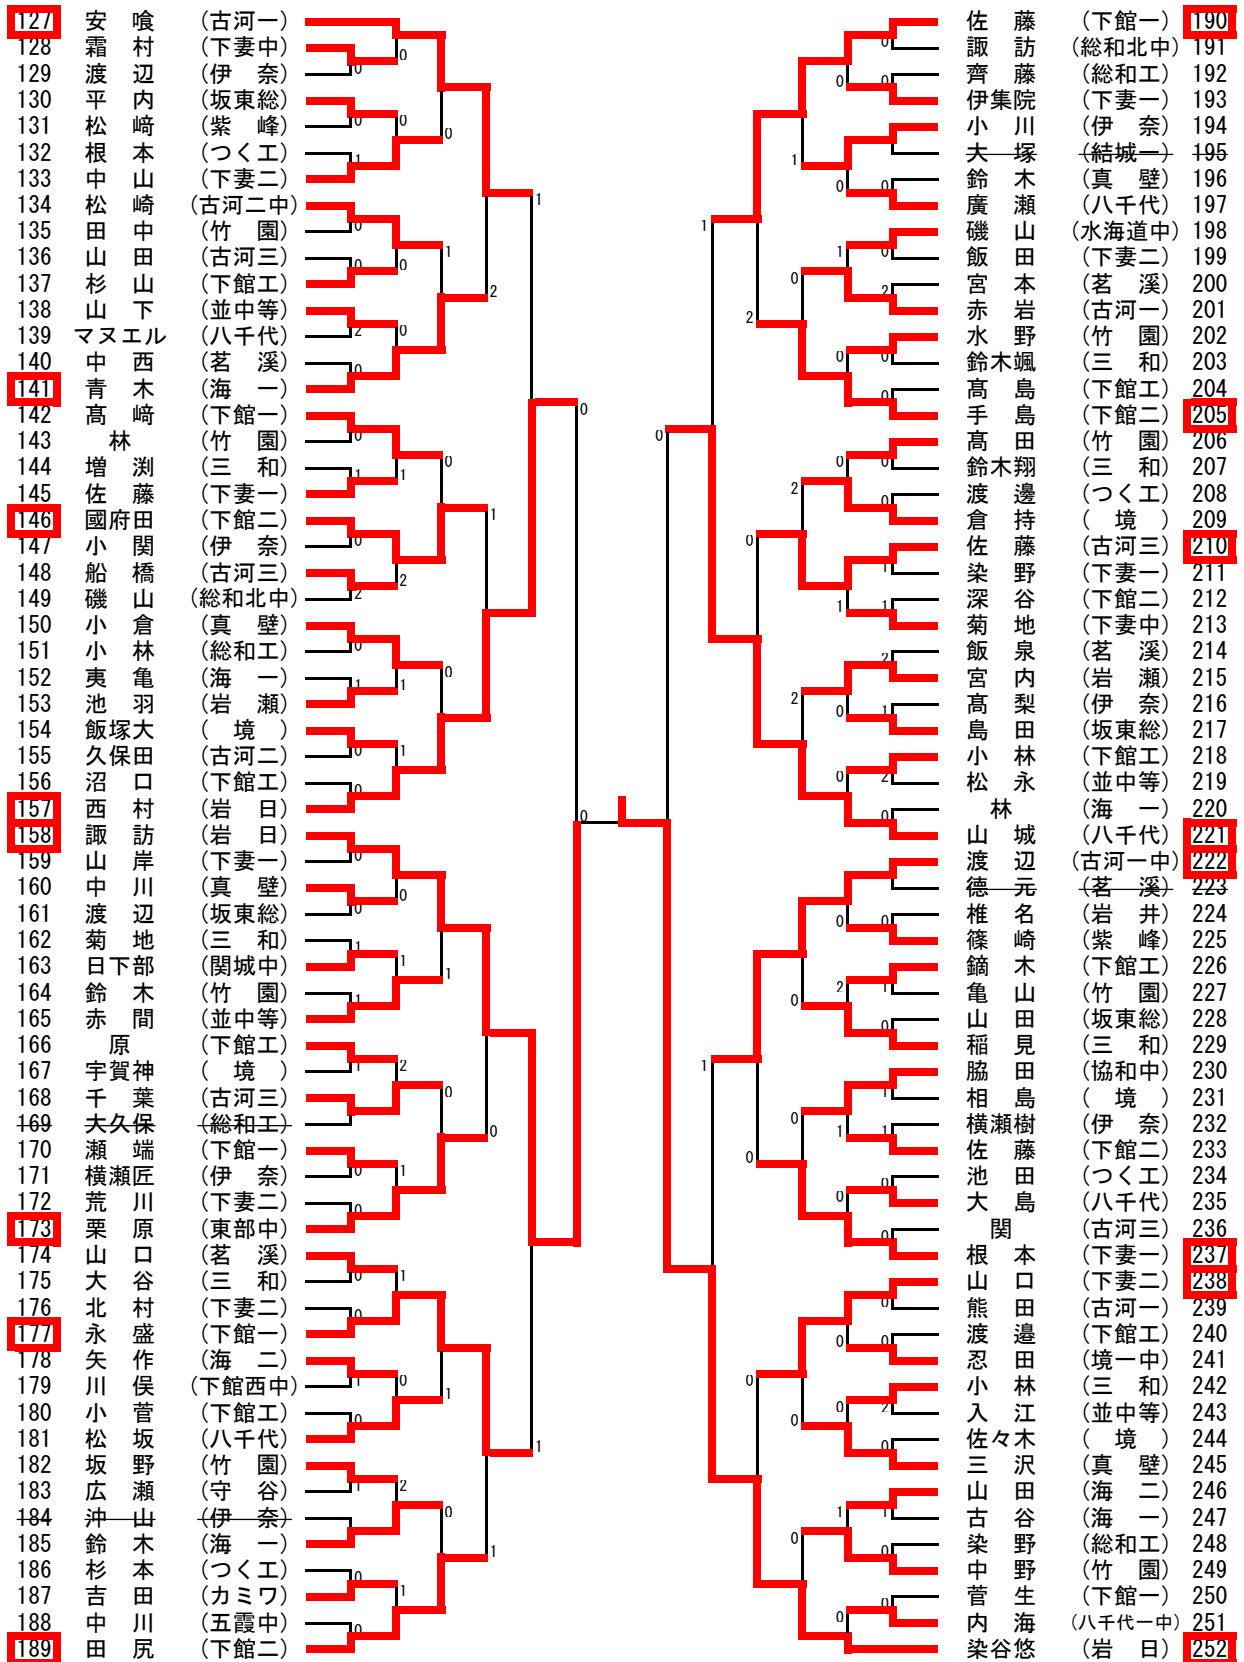 127 安 喰 (古河一)
128 霜 村 (下妻中)
129 渡 辺 (伊 奈)
130 平 内 (坂東総)
131 松 﨑 (紫 峰)
132 根 本 (つくエ)
133 中 山 (下妻二)
134 松 崎 (古河二中)
135 田 中 (竹 園)
136 山 田 (古河三)
137 杉 山 (下館工)
138 山 下 (並中等)
139 マヌエル (八千代)
140 中 西 (茗 溪)
141 青 木 (海 一)
142 髙 﨑 (下館一)
143 林 (竹 園)
144 増 渕 (三 和)
145 佐 藤 (下妻一)
146 國府田 (下館二)
147 小 関 (伊 奈)
148 船 橋 (古河三)
149 磯 山 (総和北中)
150 小 倉 (真 壁)
151 小 林 (総和工)
152 東 亀 (海 一)
153 池 羽 (岩 瀬)
154 飯塚大 (境)
155 久保田 (古河二)
156 沼 口 (下館工)
157 西 村 (岩 日)
158 諏 訪 (岩 日)
159 山 岸 (下妻一)
160 中 川 (真 壁)
161 渡 辺 (坂東総)
162 菊 地 (三 和)
163 日下部 (関城中)
164 鈴 木 (竹 園)
165 赤 間 (並中等)
166 原 (下館工)
167 宇賀神 (境)
168 千 葉 (古河三)
169 大久保 (総和工)
170 瀬 端 (下館一)
171 横瀬匠 (伊 奈)
172 荒 川 (下妻二)
173 栗 原 (東部中)
174 山 口 (茗 溪)
175 大 谷 (三 和)
176 北 村 (下妻二)
177 永 盛 (下館一)
178 矢 作 (海 二)
179 川 俣 (下館西中)
180 小 菅 (下館工)
181 松 坂 (八千代)
182 坂 野 (竹 園)
183 広 瀬 (守 谷)
184 沖 山 (伊 奈)
185 鈴 木 (海 一)
186 杉 本 (つくエ)
187 吉 田 (カミワ)
188 中 川 (五霞中)
189 田 尻 (下館二)
佐 藤 (下館一) 190
諏 訪 (総和北中) 191
齊 藤 (総和工) 192
伊集院 (下妻一) 193
小 川 (伊 奈) 194
大 塚 (結城一) 195
鈴 木 (真 壁) 196
廣 瀬 (八千代) 197
磯 山 (水海道中) 198
飯 田 (下妻二) 199
宮 本 (茗 溪) 200
赤 岩 (古河一) 201
水 野 (竹 園) 202
鈴木颯 (三 和) 203
髙 島 (下館工) 204
手 島 (下館二) 205
髙 田 (竹 園) 206
鈴木翔 (三 和) 207
渡 邊 (つくエ) 208
倉 持 (境) 209
佐 藤 (古河三) 210
染 野 (下妻一) 211
深 谷 (下館二) 212
菊 地 (下妻中) 213
飯 泉 (茗 溪) 214
宮 内 (岩 瀬) 215
髙 梨 (伊 奈) 216
島 田 (坂東総) 217
小 林 (下館工) 218
松 永 (並中等) 219
林 (海 一) 220
山 城 (八千代) 221
渡 辺 (古河一中) 222
德 元 (茗 溪) 223
椎 名 (岩 井) 224
篠 崎 (紫 峰) 225
鏑 木 (下館工) 226
亀 山 (竹 園) 227
山 田 (坂東総) 228
稲 見 (三 和) 229
脇 田 (協和中) 230
相 島 (境) 231
横瀬樹 (伊 奈) 232
佐 藤 (下館二) 233
池 田 (つくエ) 234
大 島 (八千代) 235
関 (古河三) 236
根 本 (下妻一) 237
山 口 (下妻二) 238
熊 田 (古河一) 239
渡 邉 (下館工) 240
忍 田 (境一中) 241
小 林 (三 和) 242
入 江 (並中等) 243
佐々木 (境) 244
三 沢 (真 壁) 245
山 田 (海 二) 246
古 谷 (海 一) 247
染 野 (総和工) 248
中 野 (竹 園) 249
菅 生 (下館一) 250
内 海 (八千代一中) 251
染谷悠 (岩 日) 252